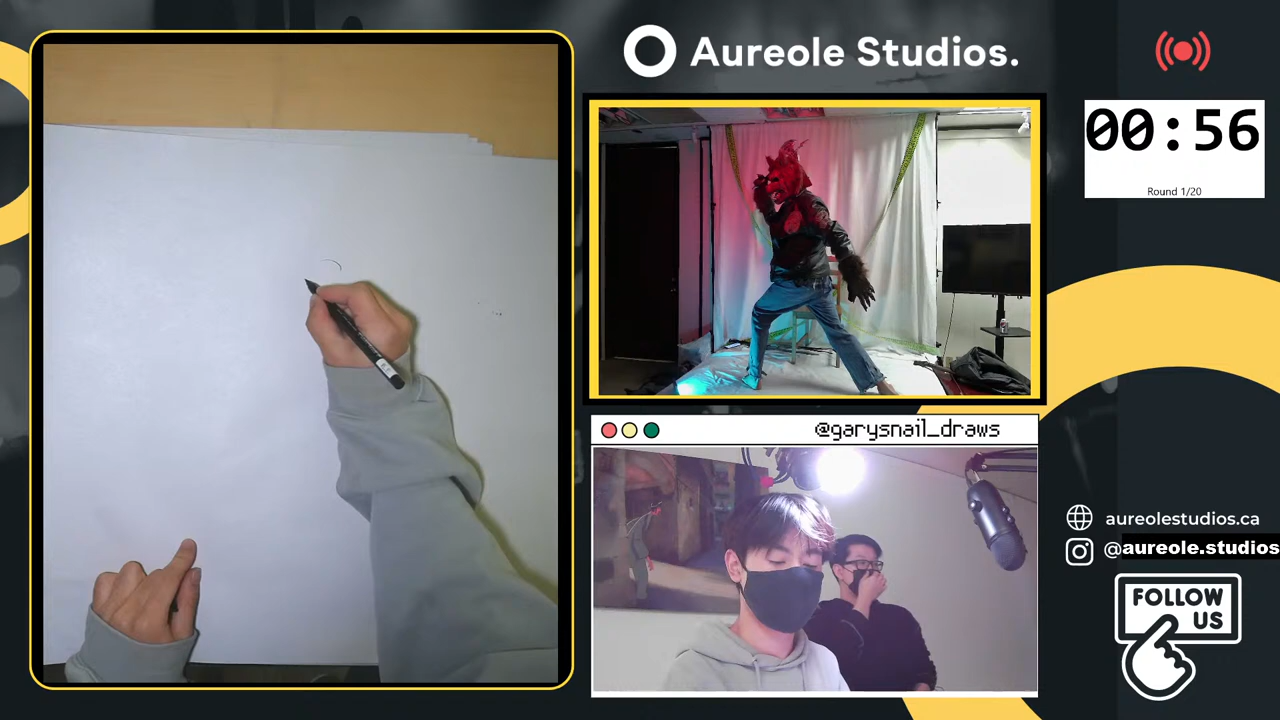 Aureole Studios.
00:56
Round 1/20
@garysnail_draws
aureolestudios.ca
@aureole.studios
FOLLOW
US